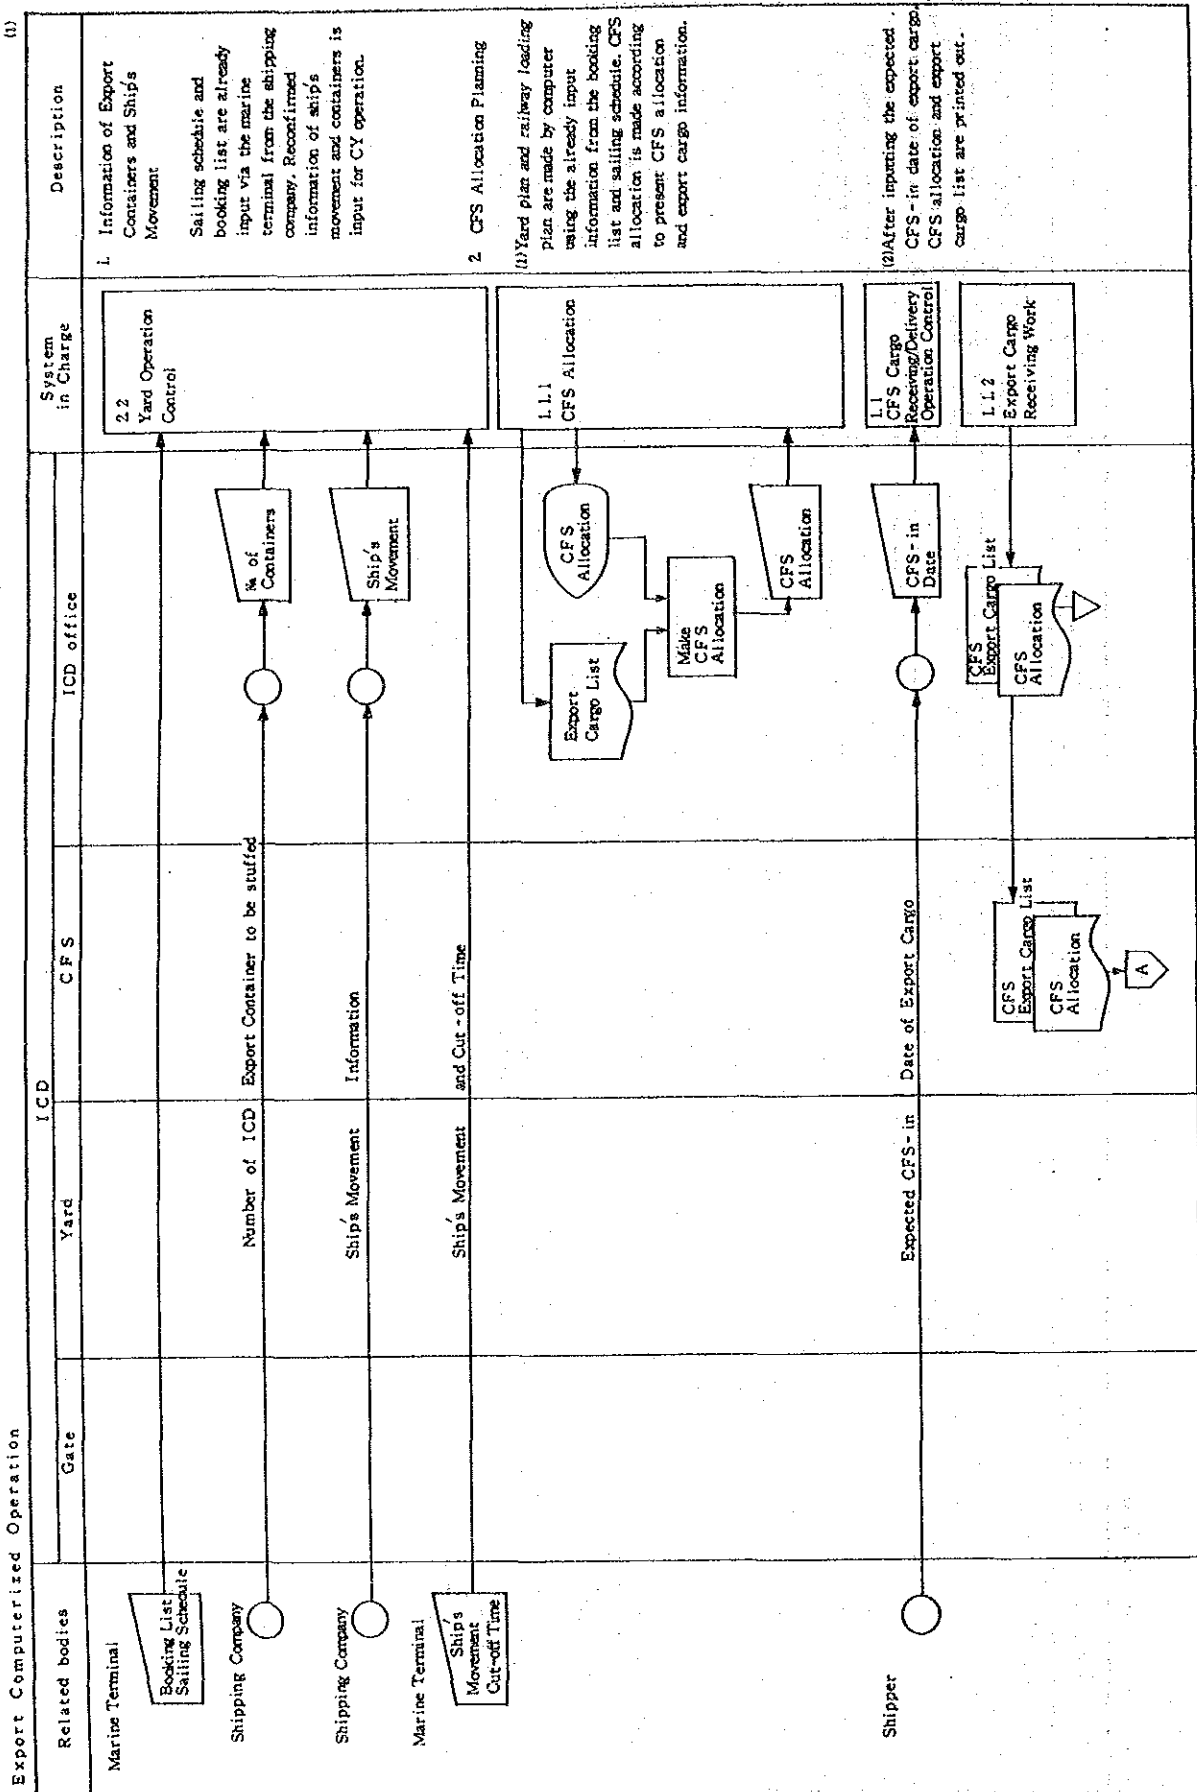 (1)
Export Computerized Operation
Related bodies
ICD
Gate
Yard
CFS
ICD office
System
in Charge
Description
Marine Terminal
Booking List
Sailing Schedule
2.2
Yard Operation
Control
1. Information of Export
Containers and Ship's
Movement
Sailing schedule and
booking list are already
input via the marine
terminal from the shipping
company. Reconfirmed
information of ship's
movement and containers is
input for CY operation.
Shipping Company
Number of ICD Export Container to be stuffed
№ of
Containers
Shipping Company
Ship's Movement Information
Ship's
Movement
Marine Terminal
Ship's
Movement
Cut-off Time
Ship's Movement and Cut-off Time
2 CFS Allocation Planning
(1)Yard plan and railway loading
plan are made by computer
using the already input
information from the booking
list and sailing schedule. CFS
allocation is made according
to present CFS allocation
and export cargo information.
1.1.1
CFS Allocation
CFS
Allocation
Export
Cargo List
Make
CFS
Allocation
CFS
Allocation
Shipper
Expected CFS-in Date of Export Cargo
CFS-in
Date
1.1
CFS Cargo
Receiving/Delivery
Operation Control
(2)After inputting the expected
CFS-in date of export cargo,
CFS allocation and export
cargo list are printed out.
1.1.2
Export Cargo
Receiving Work
CFS
Export Cargo List
CFS
Allocation
CFS
Export Cargo List
CFS
Allocation
A